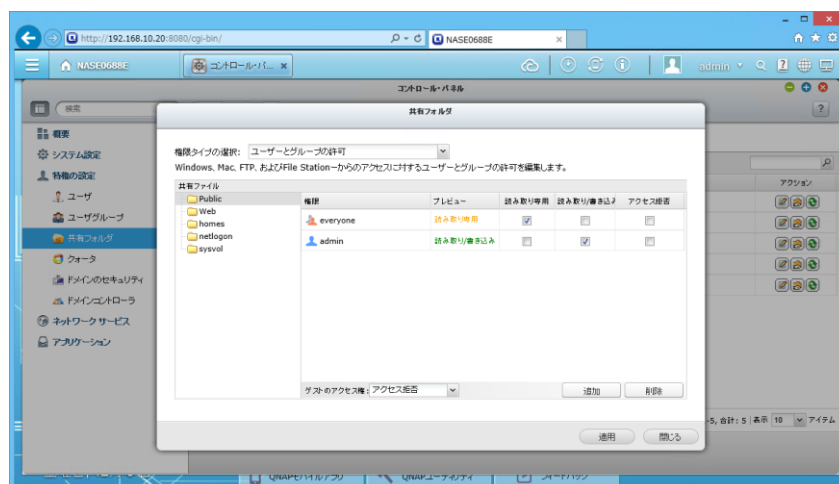 http://192.168.10.20:8080/cgi-bin/
NASE0688E
NASE0688E
コントロール・パ...
admin
コントロール・パネル
検索
共有フォルダ
概要
システム設定
特権の設定
ユーザ
ユーザグループ
共有フォルダ
クォータ
ドメインのセキュリティ
ドメインコントローラ
ネットワーク サービス
アプリケーション
権限タイプの選択: ユーザーとグループの許可
Windows, Mac, FTP, およびFile Stationーからのアクセスに対するユーザーとグループの許可を編集します。
共有ファイル
Public
Web
homes
netlogon
sysvol
権限 プレビュー 読み取り専用 読み取り/書き込み アクセス拒否
everyone 読み取り専用
admin 読み取り/書き込み
ゲストのアクセス権: アクセス拒否
追加 削除
適用 閉じる
アクション
-5, 合計: 5 表示 10 アイテム
QNAPモバイルアプリ
QNAPユーティリティ
フィードバック